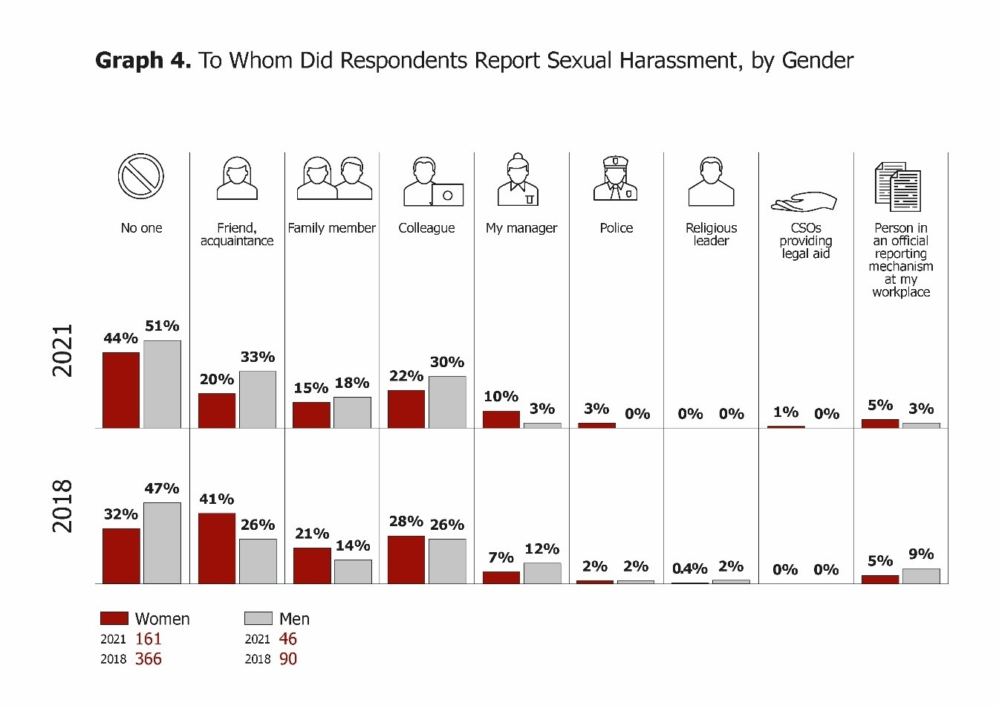 Graph 4. To Whom Did Respondents Report Sexual Harassment, by Gender
No one
Friend,
acquaintance
Family member
Colleague
My manager
Police
Religious
leader
CSOs
providing
legal aid
Person in
an official
reporting
mechanism
at my
workplace
2021
44% 51%
20% 33%
15% 18%
22% 30%
10% 3%
3% 0%
0% 0%
1% 0%
5% 3%
2018
32% 47%
41% 26%
21% 14%
28% 26%
7% 12%
2% 2%
0.4% 2%
0% 0%
5% 9%
Women
2021 161
2018 366
Men
2021 46
2018 90